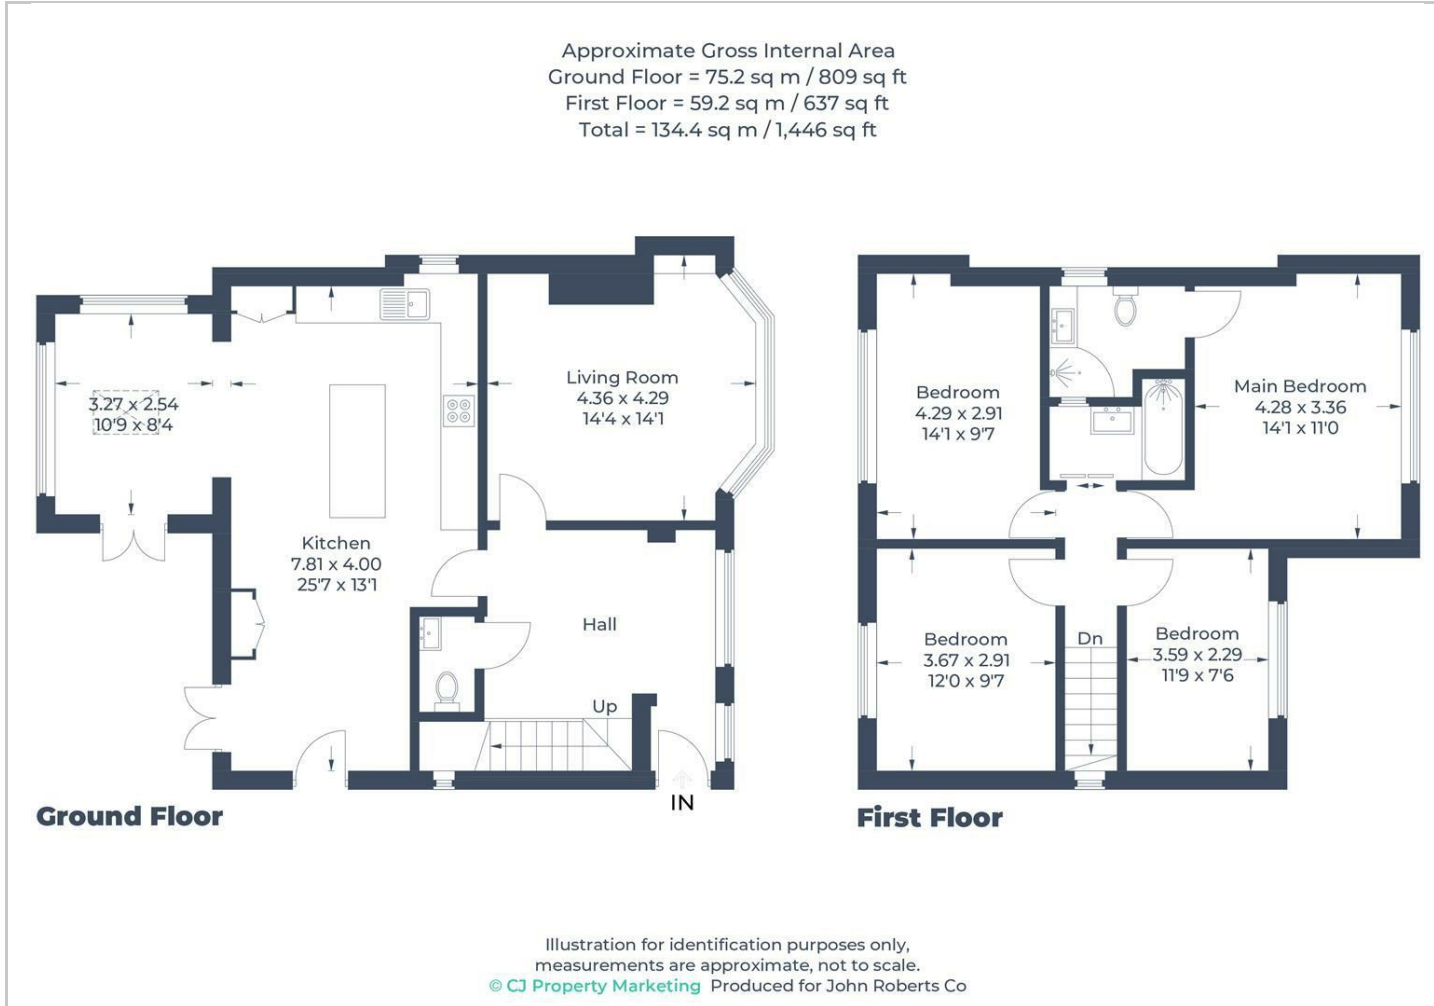 Approximate Gross Internal Area
Ground Floor = 75.2 sq m / 809 sq ft
First Floor = 59.2 sq m / 637 sq ft
Total = 134.4 sq m / 1,446 sq ft
3.27 x 2.54
10'9 x 8'4
Living Room
4.36 x 4.29
14'4 x 14'1
Kitchen
7.81 x 4.00
25'7 x 13'1
Hall
Up
IN
Ground Floor
Bedroom
4.29 x 2.91
14'1 x 9'7
Main Bedroom
4.28 x 3.36
14'1 x 11'0
Bedroom
3.67 x 2.91
12'0 x 9'7
Dn
Bedroom
3.59 x 2.29
11'9 x 7'6
First Floor
Illustration for identification purposes only,
measurements are approximate, not to scale.
© CJ Property Marketing Produced for John Roberts Co